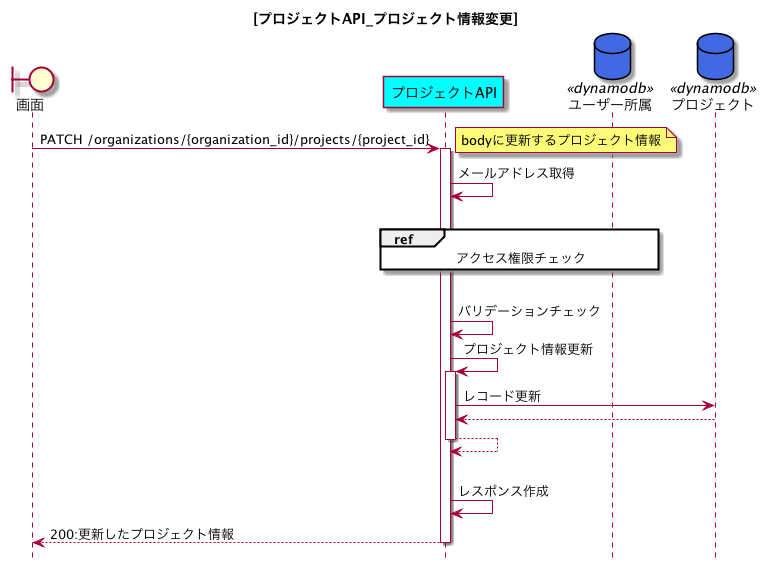 [プロジェクトAPI_プロジェクト情報変更]
画面
プロジェクトAPI
«dynamodb»
ユーザー所属
«dynamodb»
プロジェクト
PATCH /organizations/{organization_id}/projects/{project_id}
bodyに更新するプロジェクト情報
メールアドレス取得
ref
アクセス権限チェック
バリデーションチェック
プロジェクト情報更新
レコード更新
レスポンス作成
200:更新したプロジェクト情報